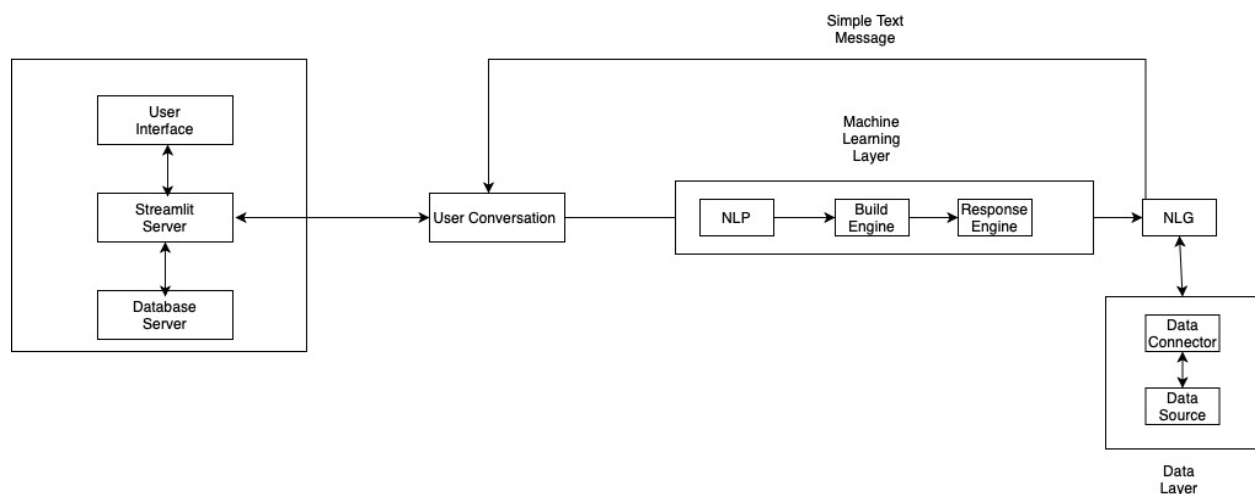 Simple Text
Message
User
Interface
Machine
Learning
Layer
Streamlit
Server
User Conversation
NLP
Build
Engine
Response
Engine
NLG
Database
Server
Data
Connector
Data
Source
Data
Layer